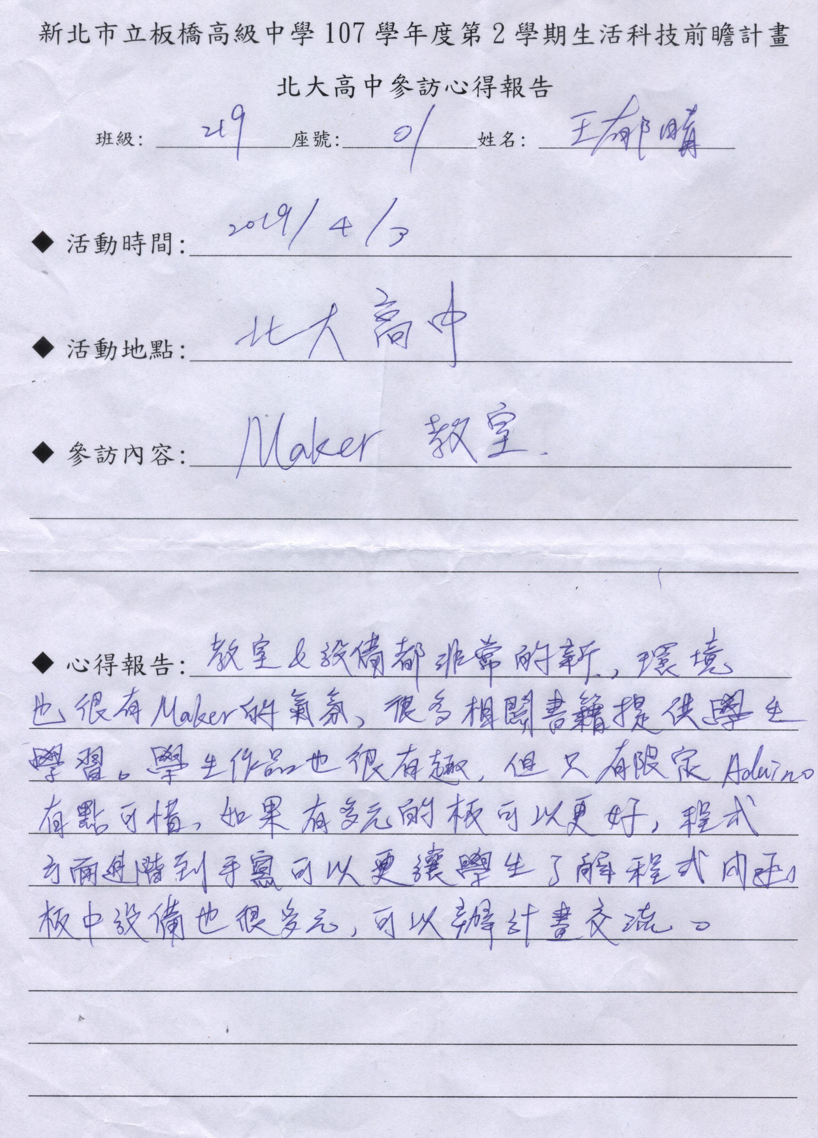 新北市立板橋高級中學 107 學年度第 2 學期生活科技前瞻計畫
北大高中參訪心得報告
班級: 219 座號: 01 姓名: 王郁晴
◆ 活動時間: 2019/4/3
◆ 活動地點: 北大高中
◆ 參訪內容: Maker 教室.
◆ 心得報告: 教室&設備都非常的新, 環境
也很有Maker的氣氛、很多相關書籍提供學生
學習。學生作品也很有趣, 但只有限定 Aduino
有點可惜。如果有多元的板可以更好, 程式
方面進階到手寫可以更讓學生了解程式內
板中設備也很多元, 可以辦計畫交流。